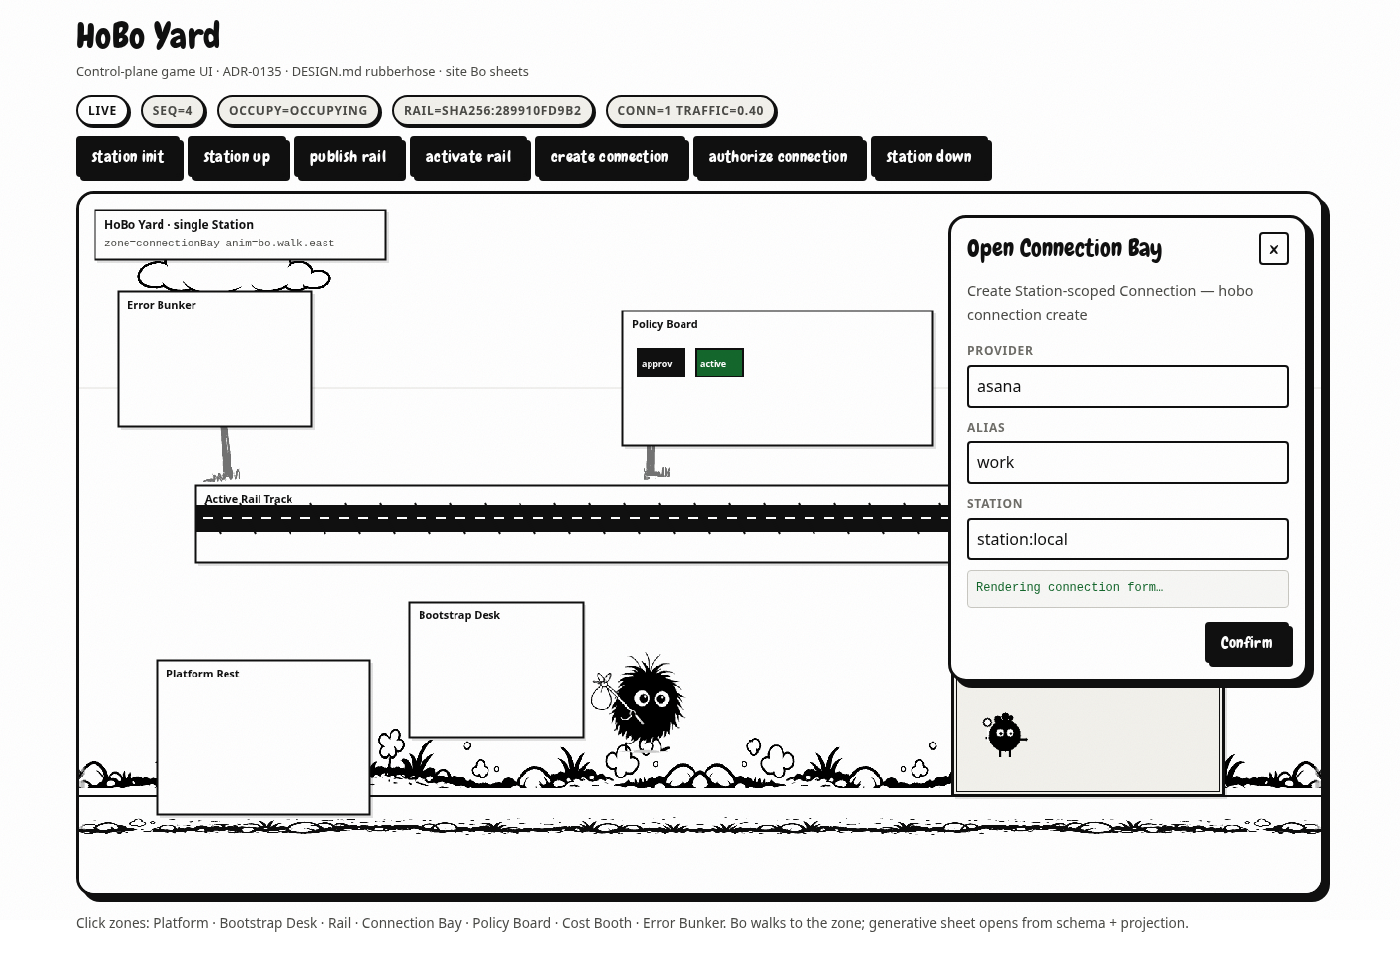 HoBo Yard
Control-plane game UI · ADR-0135 · DESIGN.md rubberhose · site Bo sheets
LIVE
SEQ=4
OCCUPY=OCCUPYING
RAIL=SHA256:289910FD9B2
CONN=1 TRAFFIC=0.40
station init
station up
publish rail
activate rail
create connection
authorize connection
station down
HoBo Yard · single Station
zone=connectionBay anim=bo.walk.east
Error Bunker
Policy Board
approv
active
Active Rail Track
Bootstrap Desk
Platform Rest
Open Connection Bay
x
Create Station-scoped Connection — hobo
connection create
PROVIDER
asana
ALIAS
work
STATION
station:local
Rendering connection form…
Confirm
Click zones: Platform · Bootstrap Desk · Rail · Connection Bay · Policy Board · Cost Booth · Error Bunker. Bo walks to the zone; generative sheet opens from schema + projection.